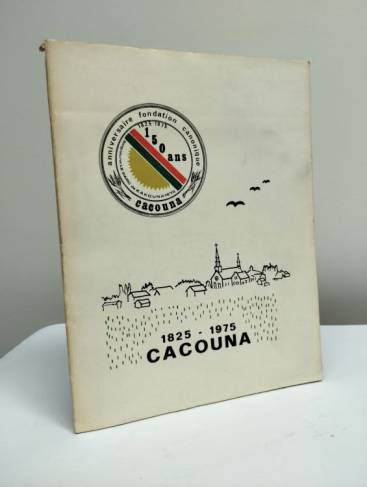 anniversaire fondation canonique
1825-1975
150
ans
cacouna
1825 - 1975
CACOUNA